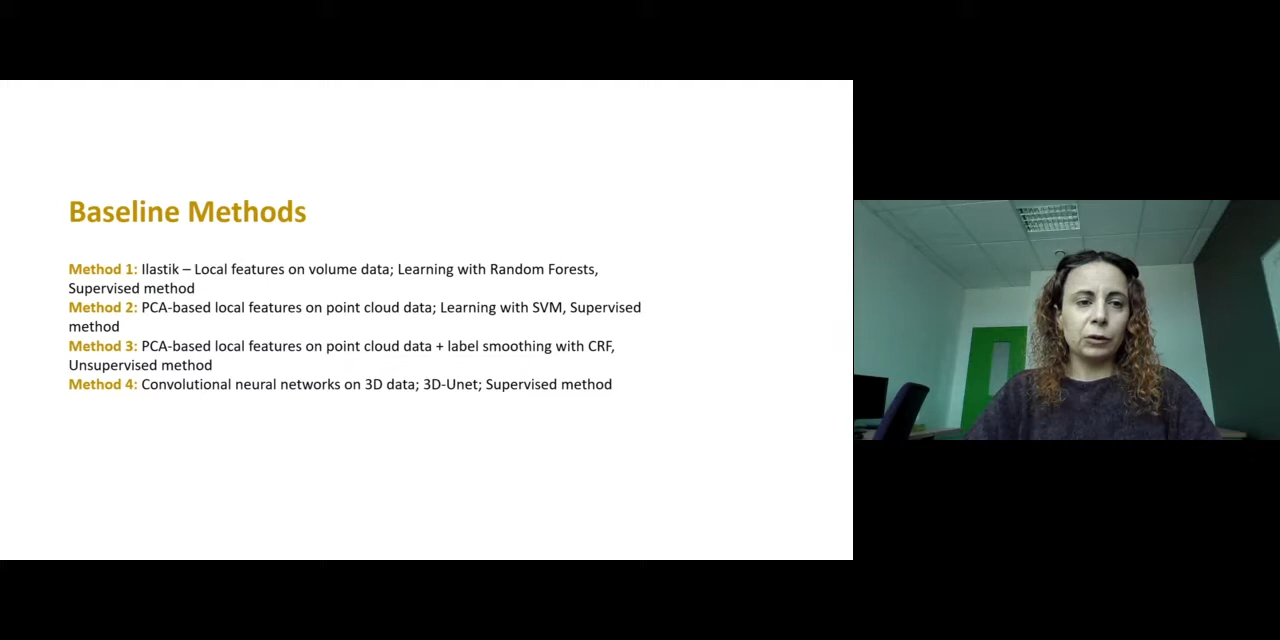 Baseline Methods
Method 1: Ilastik – Local features on volume data; Learning with Random Forests,
Supervised method
Method 2: PCA-based local features on point cloud data; Learning with SVM, Supervised
method
Method 3: PCA-based local features on point cloud data + label smoothing with CRF,
Unsupervised method
Method 4: Convolutional neural networks on 3D data; 3D-Unet; Supervised method